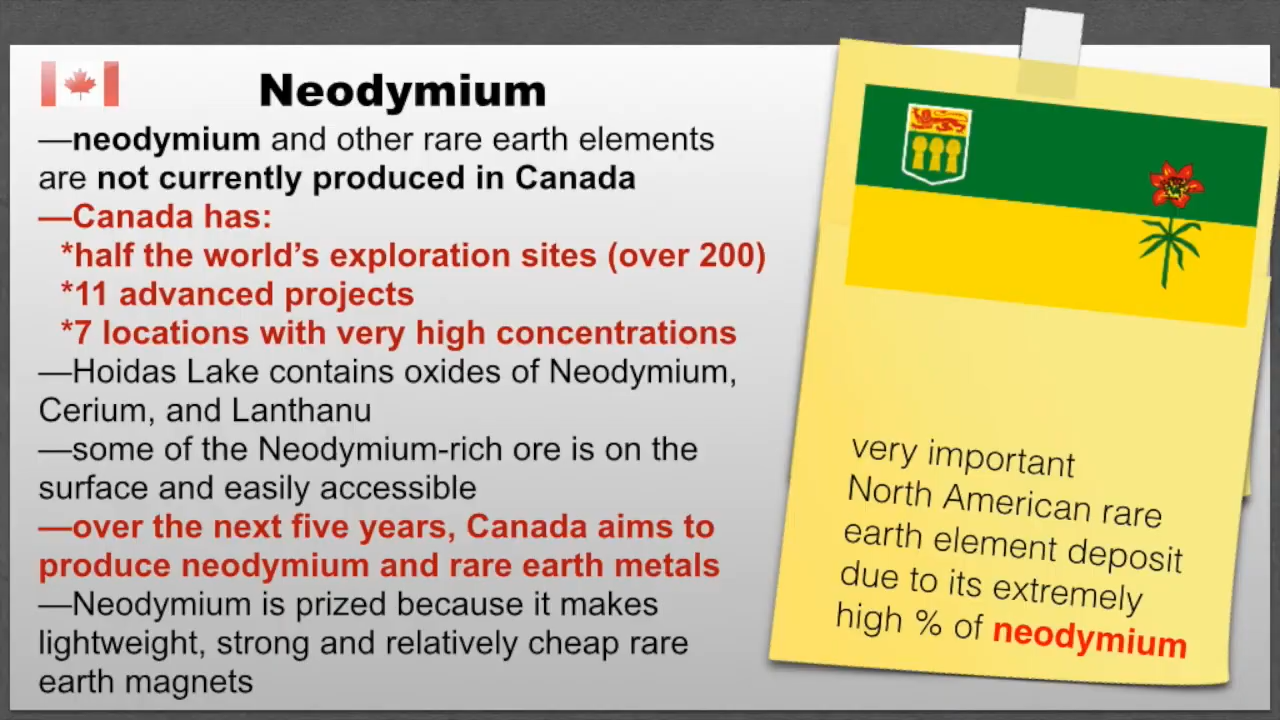 Neodymium
—neodymium and other rare earth elements
are not currently produced in Canada
—Canada has:
*half the world's exploration sites (over 200)
*11 advanced projects
*7 locations with very high concentrations
—Hoidas Lake contains oxides of Neodymium,
Cerium, and Lanthanu
—some of the Neodymium-rich ore is on the
surface and easily accessible
—over the next five years, Canada aims to
produce neodymium and rare earth metals
—Neodymium is prized because it makes
lightweight, strong and relatively cheap rare
earth magnets
very important
North American rare
earth element deposit
due to its extremely
high % of neodymium